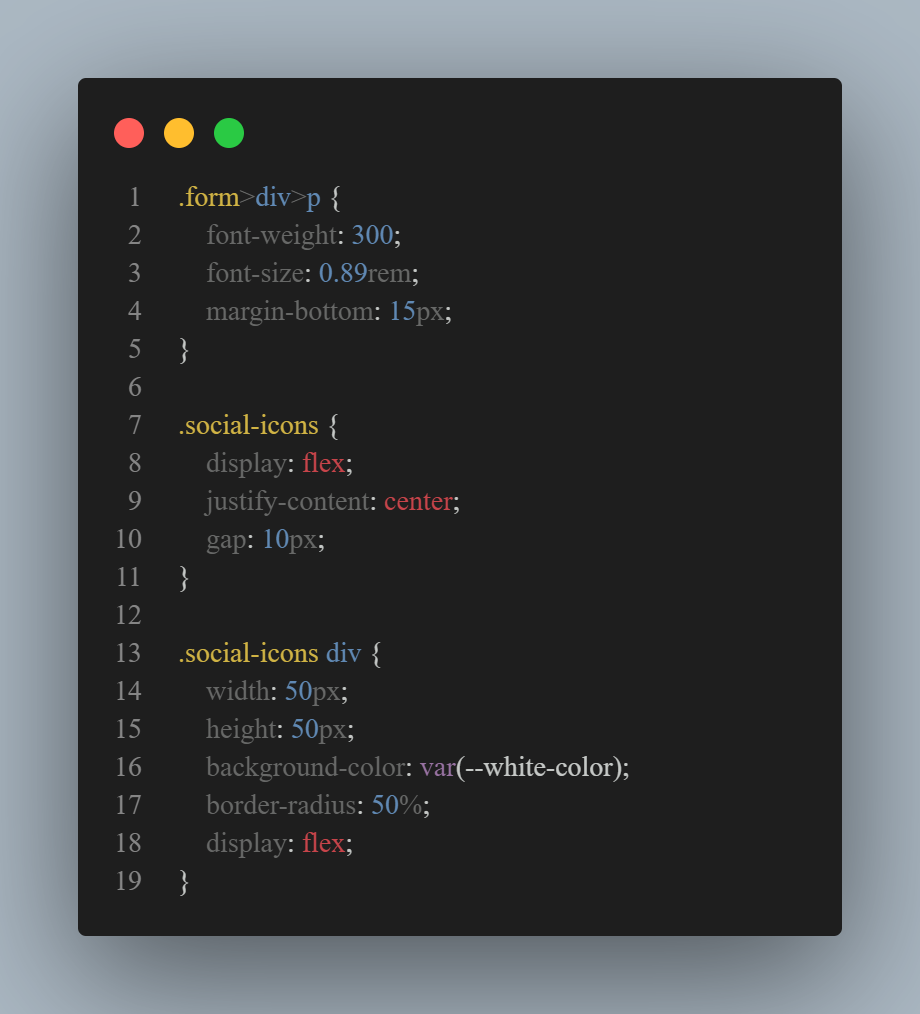 1 .form>div>p {
2 font-weight: 300;
3 font-size: 0.89rem;
4 margin-bottom: 15px;
5 }
6
7 .social-icons {
8 display: flex;
9 justify-content: center;
10 gap: 10px;
11 }
12
13 .social-icons div {
14 width: 50px;
15 height: 50px;
16 background-color: var(--white-color);
17 border-radius: 50%;
18 display: flex;
19 }